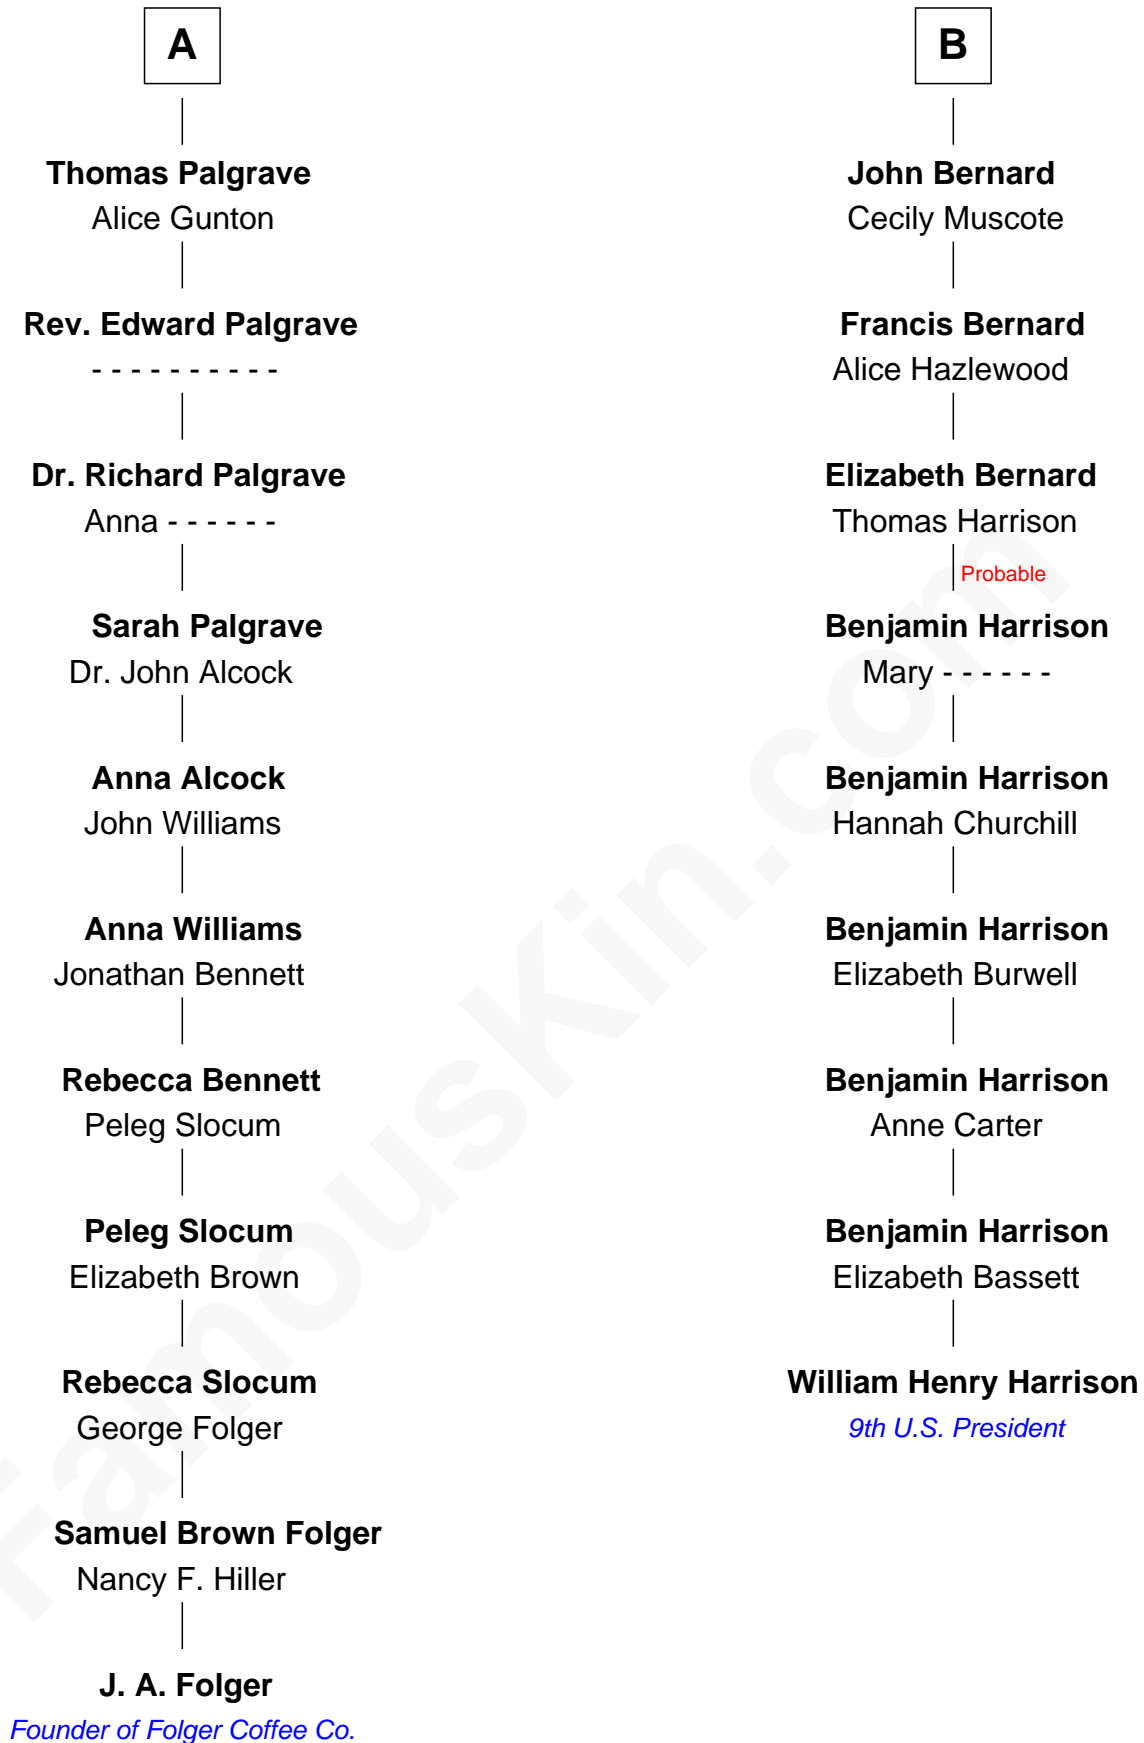 A
Thomas Palgrave
Alice Gunton
Rev. Edward Palgrave
- - - - - - - - - -
Dr. Richard Palgrave
Anna - - - - - -
Sarah Palgrave
Dr. John Alcock
Anna Alcock
John Williams
Anna Williams
Jonathan Bennett
Rebecca Bennett
Peleg Slocum
Peleg Slocum
Elizabeth Brown
Rebecca Slocum
George Folger
Samuel Brown Folger
Nancy F. Hiller
J. A. Folger
Founder of Folger Coffee Co.
B
John Bernard
Cecily Muscote
Francis Bernard
Alice Hazlewood
Elizabeth Bernard
Thomas Harrison
Probable
Benjamin Harrison
Mary - - - - - -
Benjamin Harrison
Hannah Churchill
Benjamin Harrison
Elizabeth Burwell
Benjamin Harrison
Anne Carter
Benjamin Harrison
Elizabeth Bassett
William Henry Harrison
9th U.S. President
FamousKin.com